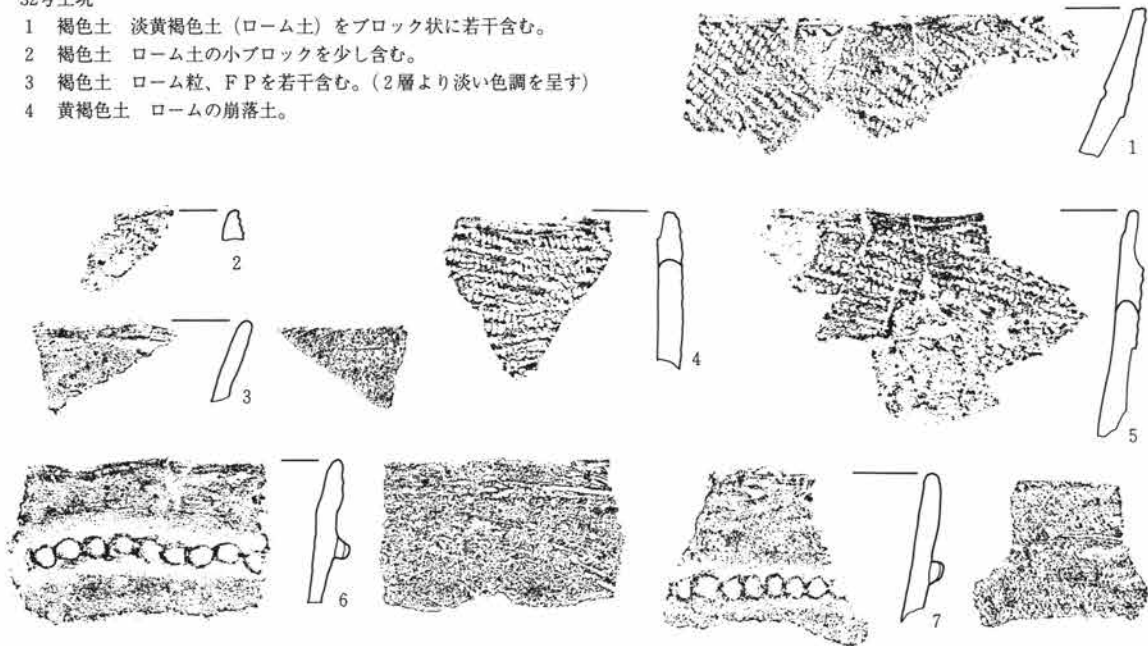 32号土坑
1 褐色土 淡黄褐色土（ローム土）をブロック状に若干含む。
2 褐色土 ローム土の小ブロックを少し含む。
3 褐色土 ローム粒、ＦＰを若干含む。（2層より淡い色調を呈す）
4 黄褐色土 ロームの崩落土。
1
2
3
4
5
6
7